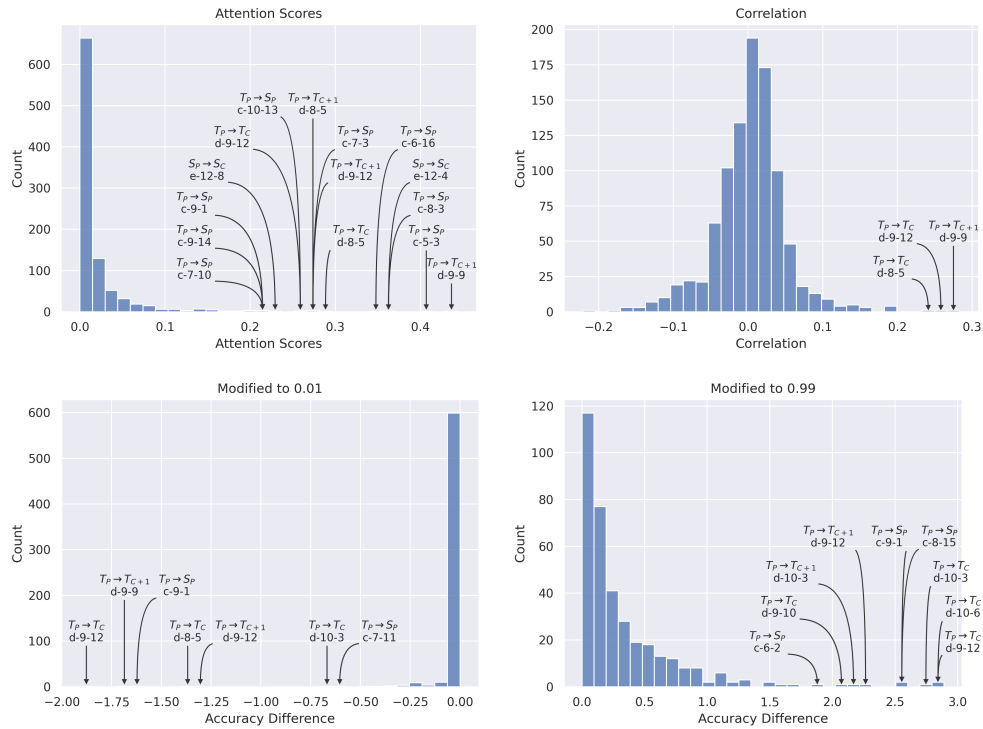 Attention Scores
Count
600
500
400
300
200
100
0
0.0 0.1 0.2 0.3 0.4
Attention Scores
T_P → S_P
c-10-13
T_P → T_{C+1}
d-8-5
T_P → T_C
d-9-12
T_P → S_P
c-7-3
T_P → S_P
c-6-16
S_P → S_C
e-12-8
T_P → T_{C+1}
d-9-12
S_P → S_C
e-12-4
T_P → S_P
c-9-1
T_P → S_P
c-8-3
T_P → S_P
c-9-14
T_P → T_C
d-8-5
T_P → S_P
c-5-3
T_P → S_P
c-7-10
T_P → T_{C+1}
d-9-9
Correlation
Count
200
175
150
125
100
75
50
25
0
−0.2 −0.1 0.0 0.1 0.2 0.3
Correlation
T_P → T_C
d-9-12
T_P → T_{C+1}
d-9-9
T_P → T_C
d-8-5
Modified to 0.01
Count
600
500
400
300
200
100
0
−2.00 −1.75 −1.50 −1.25 −1.00 −0.75 −0.50 −0.25 0.00
Accuracy Difference
T_P → T_{C+1}
d-9-9
T_P → S_P
c-9-1
T_P → T_C
d-9-12
T_P → T_C
d-8-5
T_P → T_{C+1}
d-9-12
T_P → T_C
d-10-3
T_P → S_P
c-7-11
Modified to 0.99
Count
120
100
80
60
40
20
0
0.0 0.5 1.0 1.5 2.0 2.5 3.0
Accuracy Difference
T_P → T_{C+1}
d-9-12
T_P → S_P
c-9-1
T_P → S_P
c-8-15
T_P → T_{C+1}
d-10-3
T_P → T_C
d-10-3
T_P → T_C
d-9-10
T_P → T_C
d-10-6
T_P → S_P
c-6-2
T_P → T_C
d-9-12